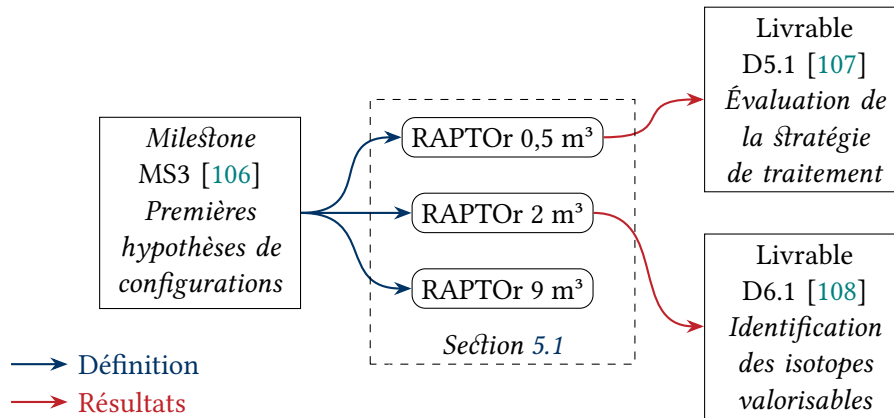 Milestone
MS3 [106]
Premières
hypothèses de
configurations
RAPTOr 0,5 m³
RAPTOr 2 m³
RAPTOr 9 m³
Section 5.1
Livrable
D5.1 [107]
Évaluation de
la stratégie
de traitement
Livrable
D6.1 [108]
Identification
des isotopes
valorisables
Définition
Résultats